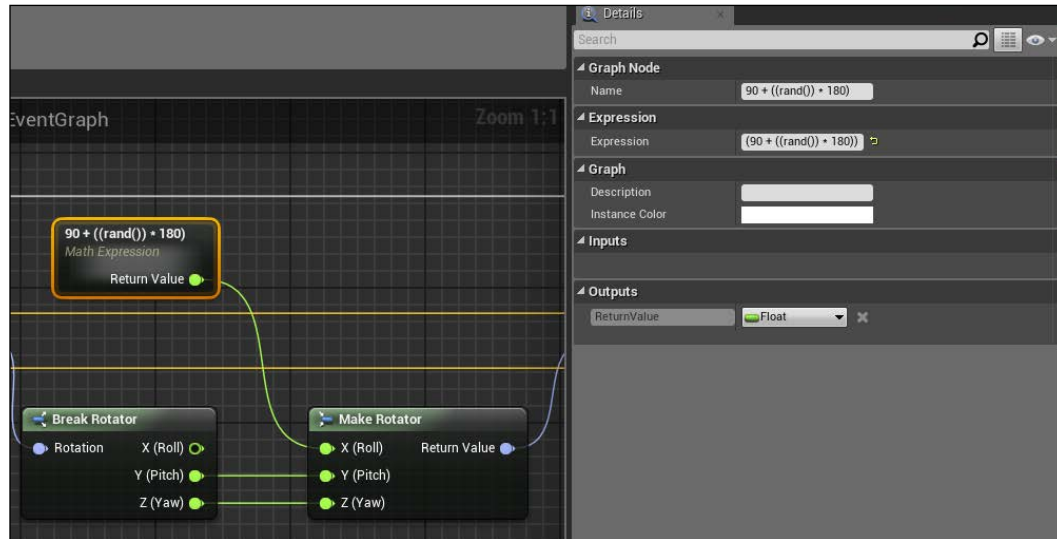 EventGraph
Zoom 1:1
90 + ((rand()) * 180)
Math Expression
Return Value
Break Rotator
Rotation
X (Roll)
Y (Pitch)
Z (Yaw)
Make Rotator
X (Roll)
Return Value
Y (Pitch)
Z (Yaw)
Details
Search
Graph Node
Name
90 + ((rand()) * 180)
Expression
Expression
(90 + ((rand()) * 180))
Graph
Description
Instance Color
Inputs
Outputs
ReturnValue
Float